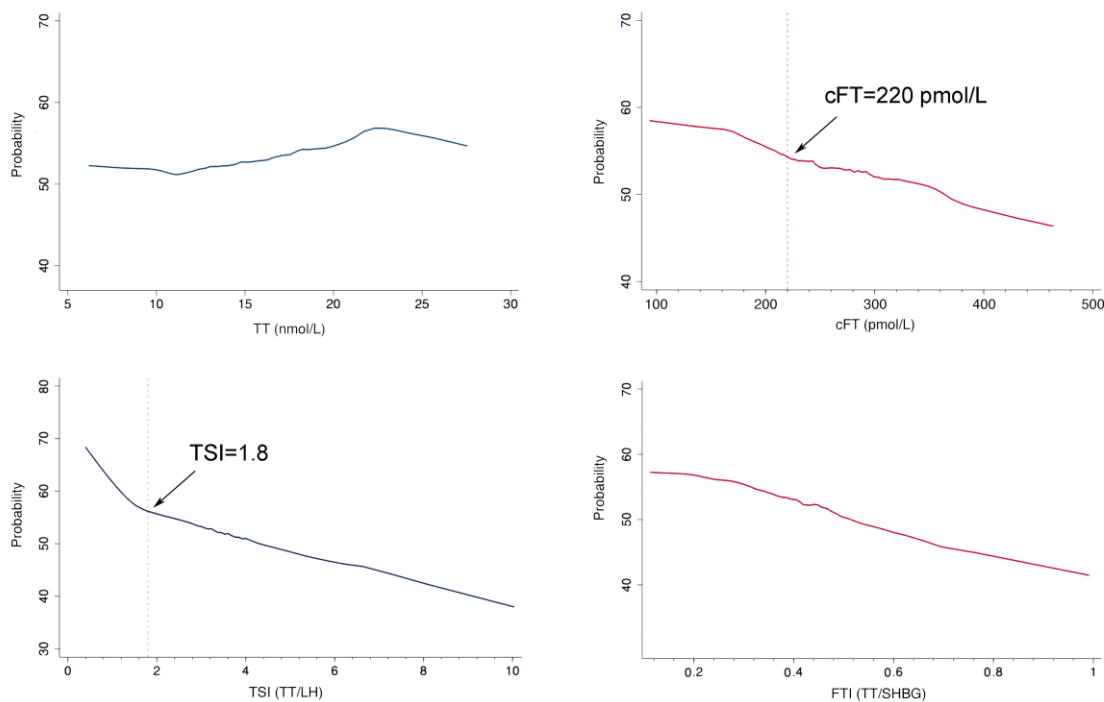 70
60
50
40
Probability
5 10 15 20 25 30
TT (nmol/L)
70
60
50
40
Probability
cFT=220 pmol/L
100 200 300 400 500
cFT (pmol/L)
80
70
60
50
40
30
Probability
TSI=1.8
0 2 4 6 8 10
TSI (TT/LH)
70
60
50
40
Probability
0.2 0.4 0.6 0.8 1
FTI (TT/SHBG)